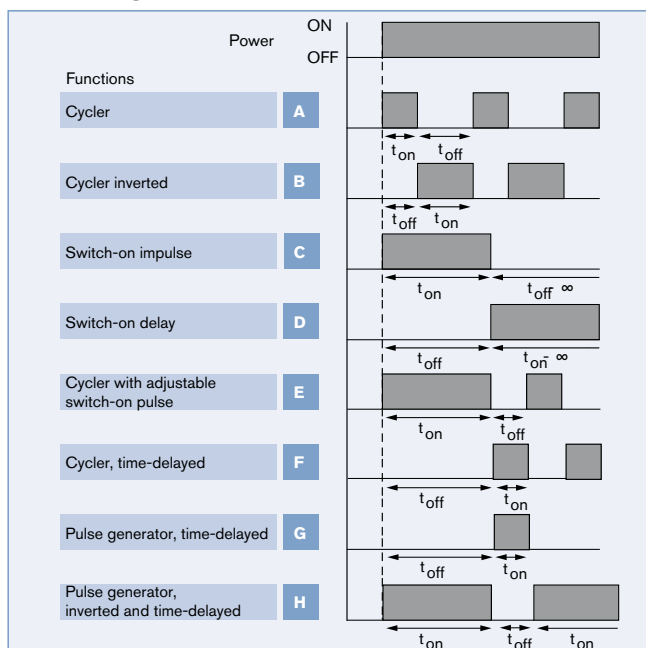 ON
Power
OFF
Functions
Cycler A
t on t off
Cycler inverted B
t off t on
Switch-on impulse C
t on t off - ∞
Switch-on delay D
t off t on - ∞
Cycler with adjustable
switch-on pulse E
t on t off
Cycler, time-delayed F
t off t on
Pulse generator, time-delayed G
t off t on
Pulse generator,
inverted and time-delayed H
t on t off t on